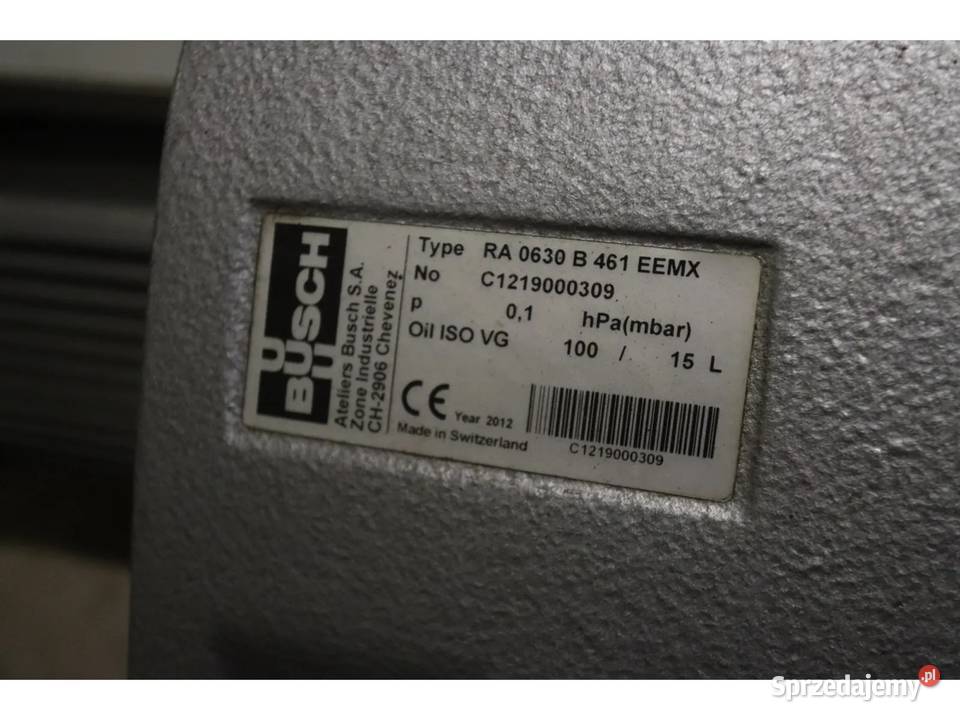 BUSCH
Ateliers Busch S.A.
Zone Industrielle
CH-2906 Chevenez
Type RA 0630 B 461 EEMX
No C1219000309
p 0,1 hPa(mbar)
Oil ISO VG 100 / 15 L
CE Year 2012
Made in Switzerland
C1219000309
Sprzedajemy.pl